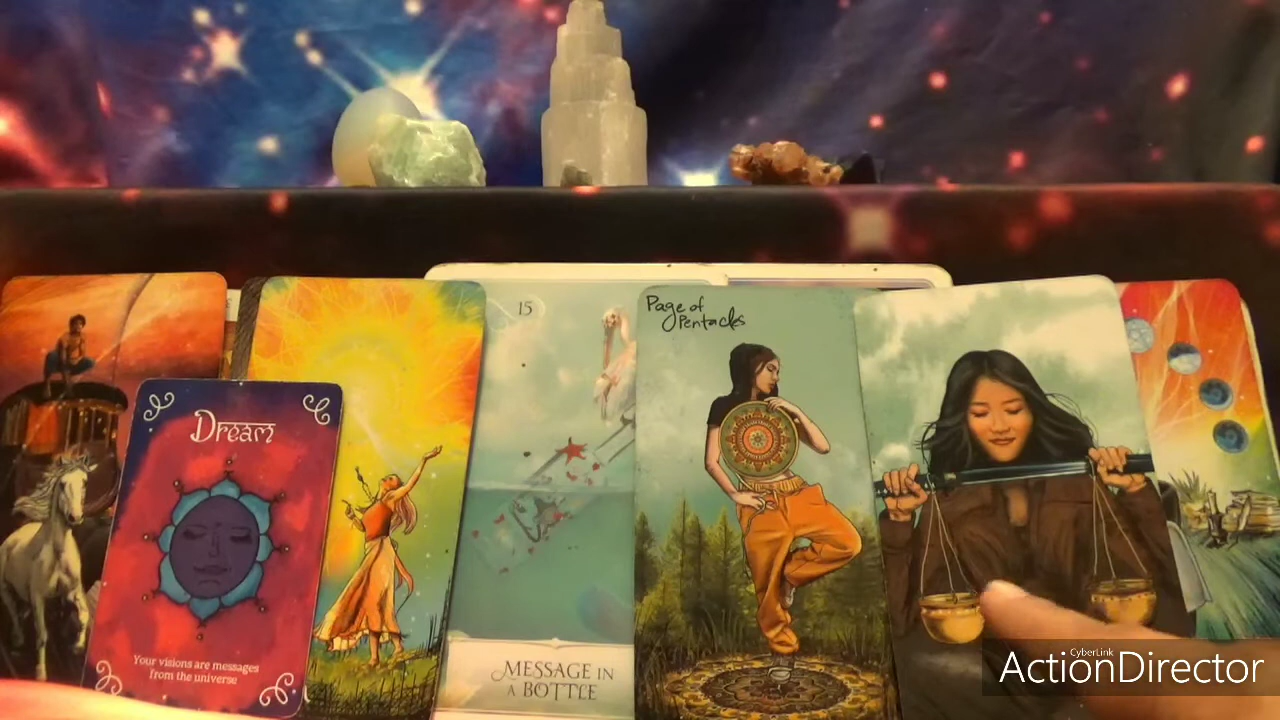 Dream
Your visions are messages
from the universe
15
MESSAGE IN
A BOTTLE
Page of
Pentacles
CyberLink
ActionDirector